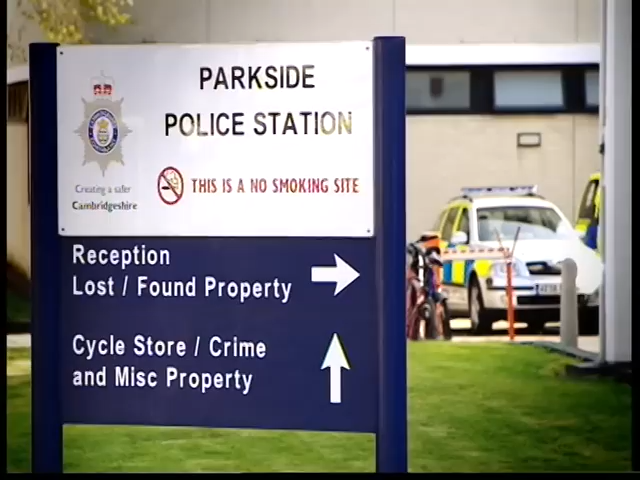 PARKSIDE
POLICE STATION
Creating a safer
Cambridgeshire
THIS IS A NO SMOKING SITE
Reception
Lost / Found Property
Cycle Store / Crime
and Misc Property